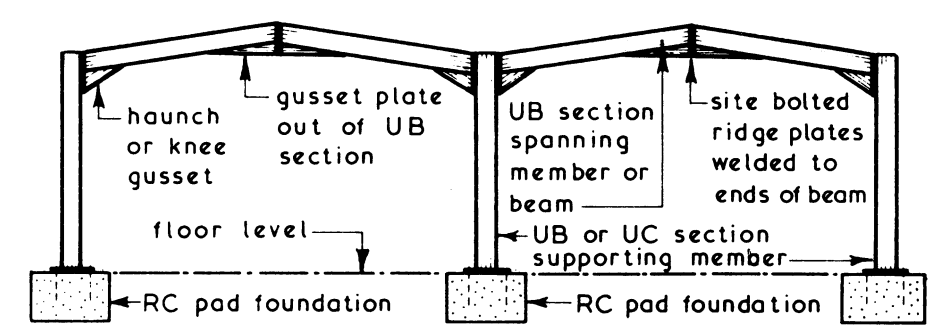 haunch
or knee
gusset
gusset plate
out of UB
section
UB section
spanning
member or
beam
site bolted
ridge plates
welded to
ends of beam
floor level
UB or UC section
supporting member
RC pad foundation
RC pad foundation